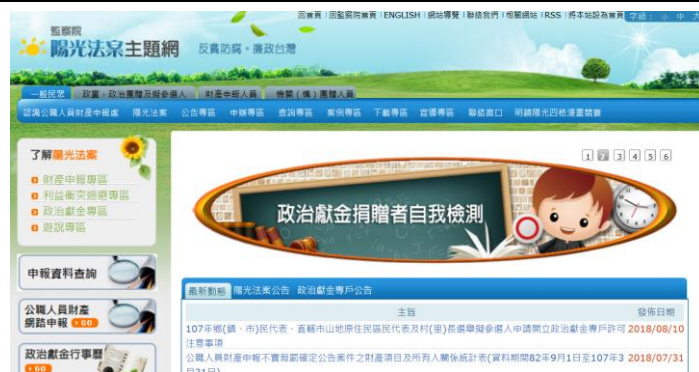 回首頁 | 回監察院首頁 | ENGLISH | 網站導覽 | 聯絡我們 | 相關網站 | RSS | 將本站設為首頁 字級： 小 中 大
監察院
陽光法案主題網
反貪防腐・廉政台灣
一般民眾 政黨、政治團體及擬參選人 財產申報人員 機關(構)團體人員
認識公職人員財產申報處 陽光法案 公告專區 申辦專區 查詢專區 案例專區 下載專區 宣導專區 聯絡窗口 明鏡陽光四格漫畫競賽
了解陽光法案
財產申報專區
利益衝突迴避專區
政治獻金專區
遊說專區
1 2 3 4 5 6
政治獻金捐贈者自我檢測
申報資料查詢
公職人員財產
網路申報 GO
政治獻金行事曆
GO
最新動態 陽光法案公告 政治獻金專戶公告
主旨 發佈日期
107年鄉(鎮、市)民代表、直轄市山地原住民區民代表及村(里)長選舉擬參選人申請開立政治獻金專戶許可 2018/08/10
注意事項
公職人員財產申報不實裁罰確定公告案件之財產項目及所有人關係統計表(資料期間82年9月1日至107年3 2018/07/31
月31日)